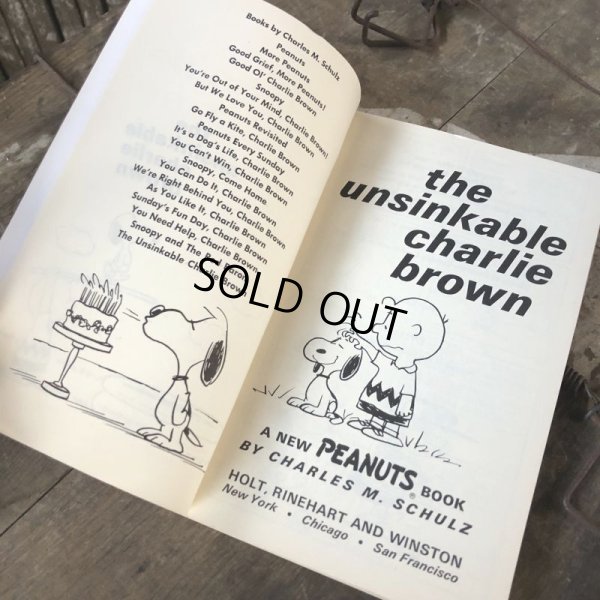 Books by Charles M. Schulz
Peanuts
More Peanuts
Good Grief, More Peanuts!
Good Ol' Charlie Brown
Snoopy
You're Out of Your Mind, Charlie Brown!
But We Love You, Charlie Brown
Peanuts Revisited
Go Fly a Kite, Charlie Brown
Peanuts Every Sunday
It's a Dog's Life, Charlie Brown
You Can't Win, Charlie Brown
Snoopy, Come Home
You Can Do It, Charlie Brown
We're Right Behind You, Charlie Brown
As You Like It, Charlie Brown
Sunday's Fun Day, Charlie Brown
You Need Help, Charlie Brown
Snoopy and The Red Baron
The Unsinkable Charlie Brown
SOLD OUT
the
unsinkable
charlie
brown
A NEW PEANUTS® BOOK
BY CHARLES M. SCHULZ
HOLT, RINEHART AND WINSTON
New York • Chicago • San Francisco